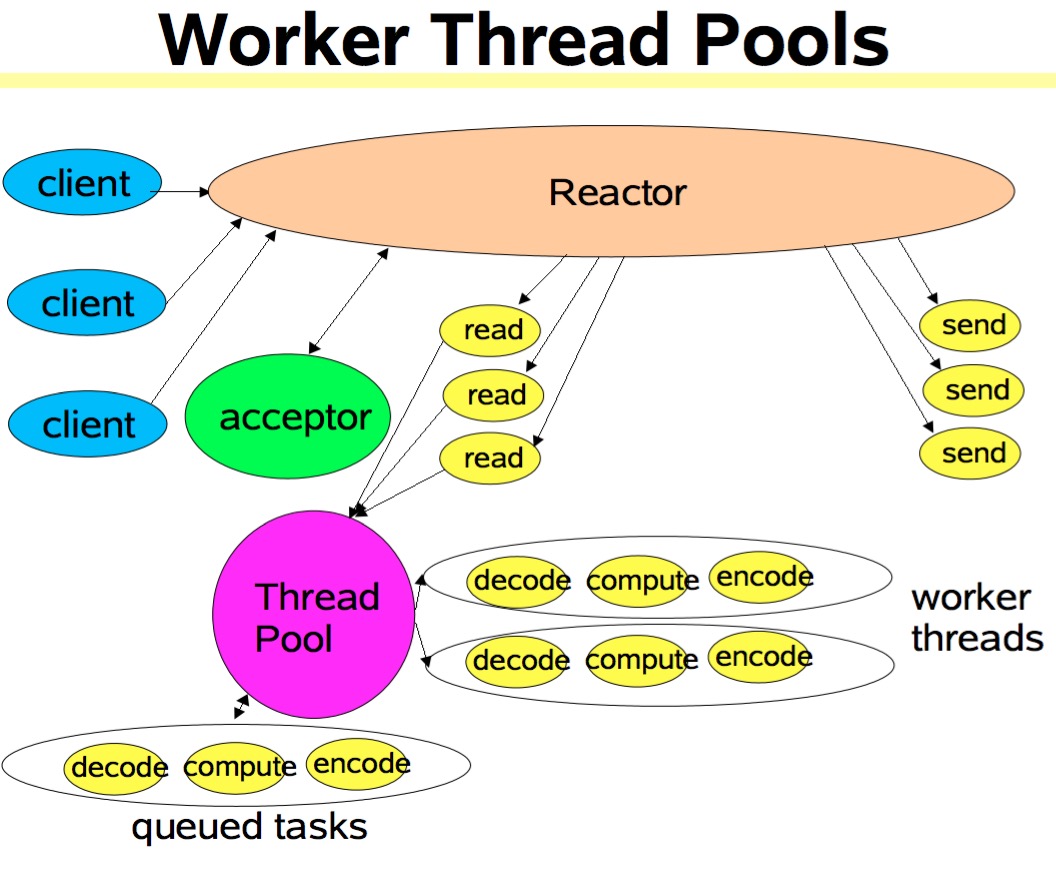 Worker Thread Pools
client
Reactor
client
client
acceptor
read
read
read
send
send
send
Thread
Pool
decode compute encode
decode compute encode
worker
threads
decode compute encode
queued tasks